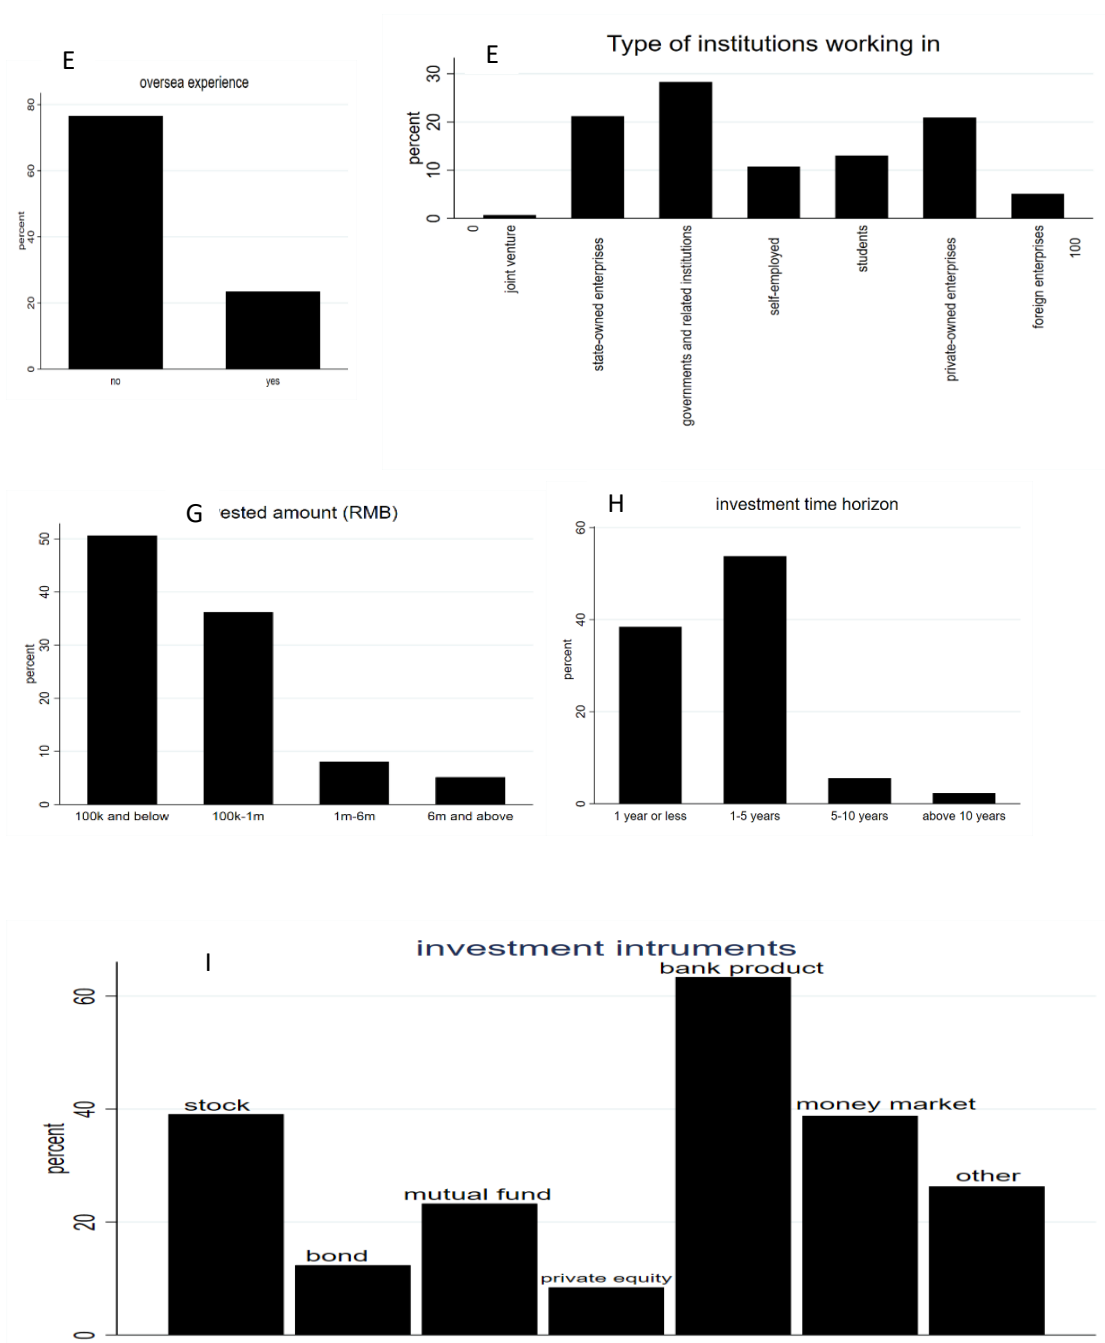 E
oversea experience
percent
0
20
40
60
80
no
yes
E
Type of institutions working in
percent
0
10
20
30
0
joint venture
state-owned enterprises
governments and related institutions
self-employed
students
private-owned enterprises
foreign enterprises
100
G
ested amount (RMB)
percent
0
10
20
30
40
50
100k and below
100k-1m
1m-6m
6m and above
H
investment time horizon
percent
0
20
40
60
1 year or less
1-5 years
5-10 years
above 10 years
I
investment intruments
percent
0
20
40
60
stock
bond
mutual fund
private equity
bank product
money market
other